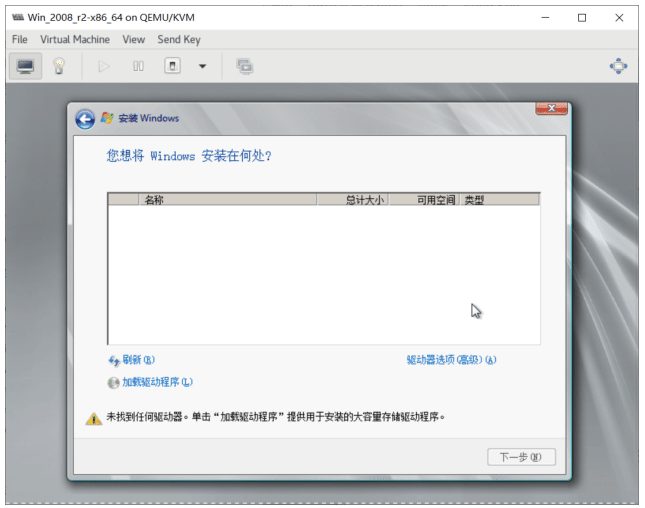 Win_2008_r2-x86_64 on QEMU/KVM
File Virtual Machine View Send Key
安装 Windows
您想将 Windows 安装在何处?
名称 总计大小 可用空间 类型
刷新(R) 驱动器选项(高级)(A)
加载驱动程序(L)
未找到任何驱动器。单击“加载驱动程序”提供用于安装的大容量存储驱动程序。
下一步(N)